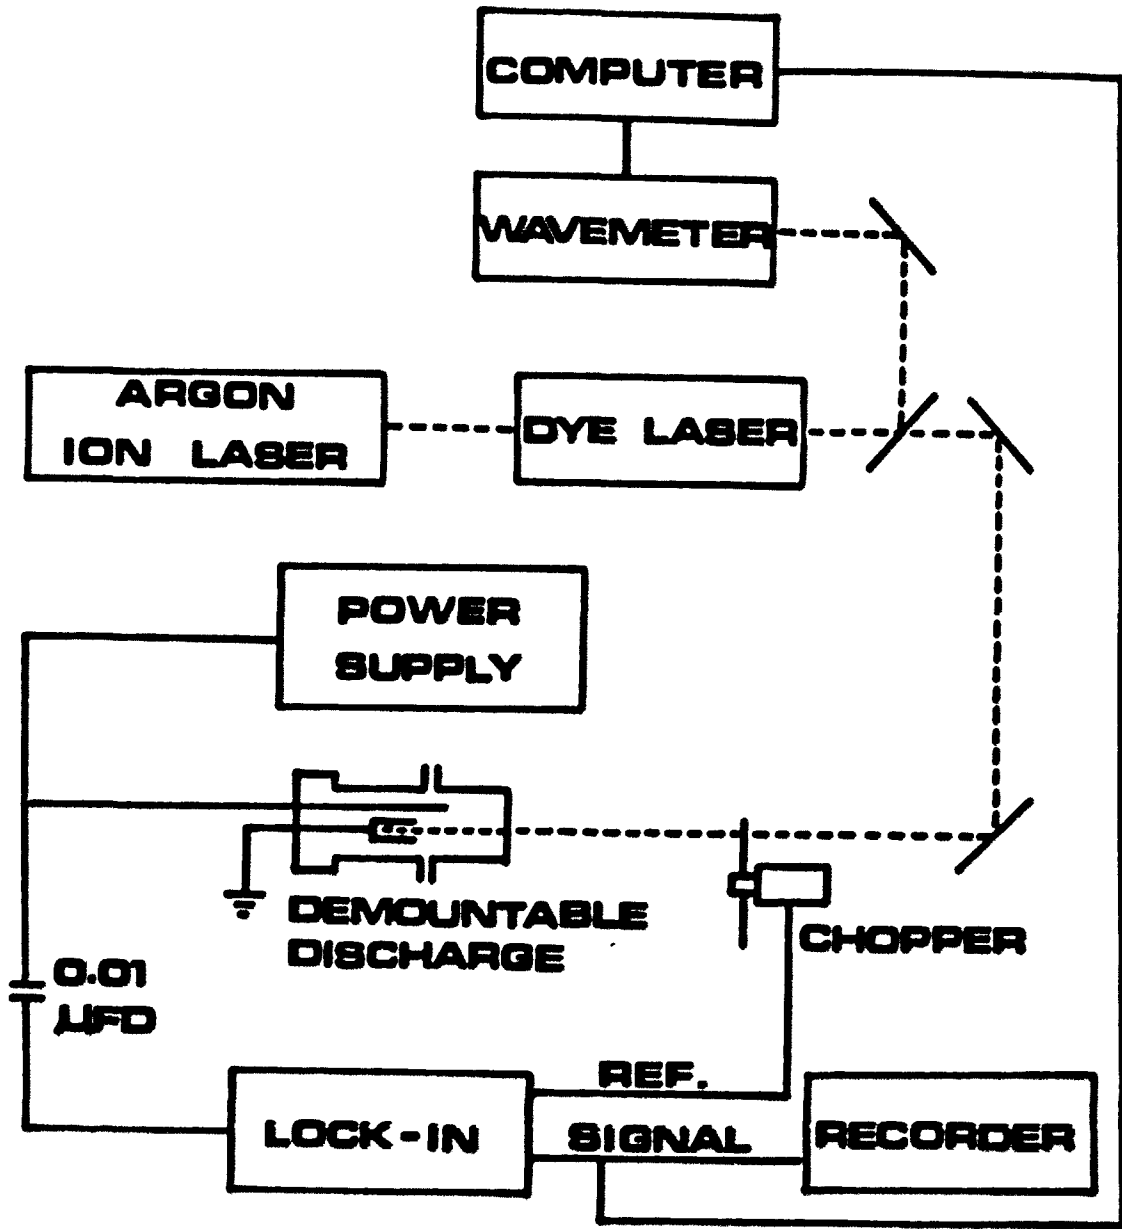 COMPUTER
WAVEMETER
ARGON
ION LASER
DYE LASER
POWER
SUPPLY
DEMOUNTABLE
DISCHARGE
CHOPPER
0.01
µFD
REF.
LOCK-IN
SIGNAL
RECORDER